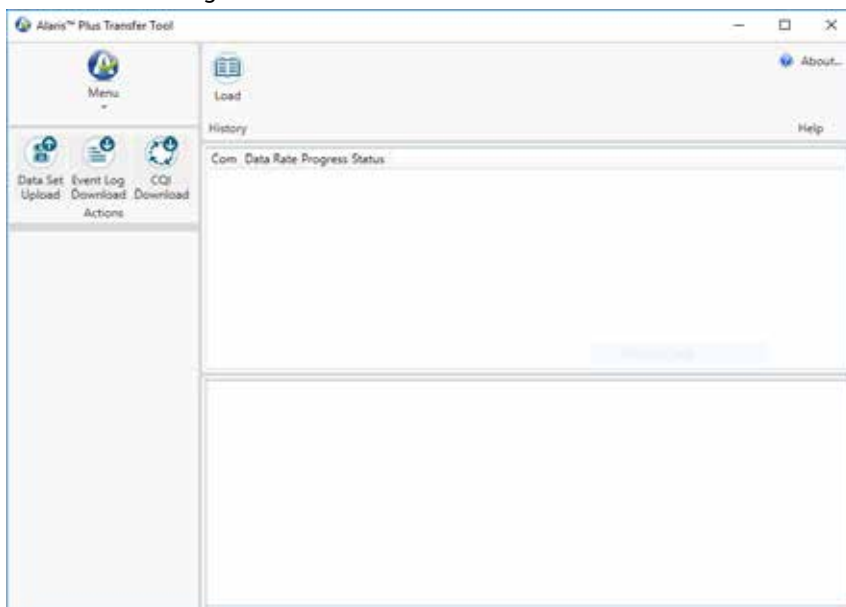 Alaris™ Plus Transfer Tool
Menu
Load
About...
History
Help
Data Set Upload
Event Log Download
CQI Download
Actions
Com Data Rate Progress Status